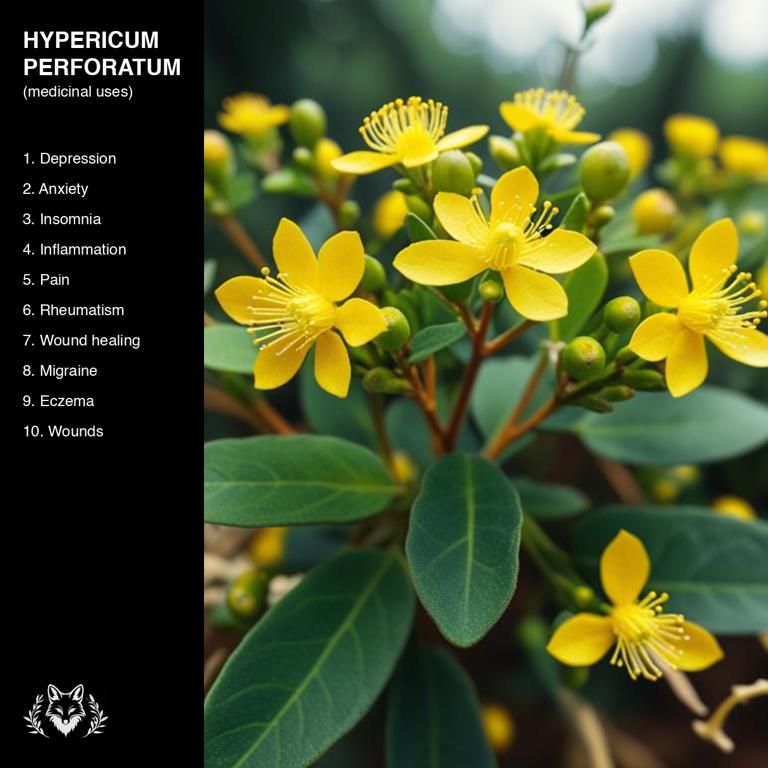 HYPERICUM
PERFORATUM
(medicinal uses)
1. Depression
2. Anxiety
3. Insomnia
4. Inflammation
5. Pain
6. Rheumatism
7. Wound healing
8. Migraine
9. Eczema
10. Wounds